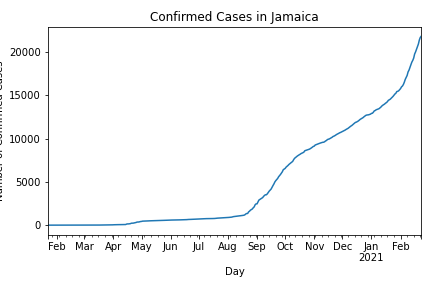 Confirmed Cases in Jamaica
20000
15000
10000
5000
0
Feb Mar Apr May Jun Jul Aug Sep Oct Nov Dec Jan Feb
2021
Day